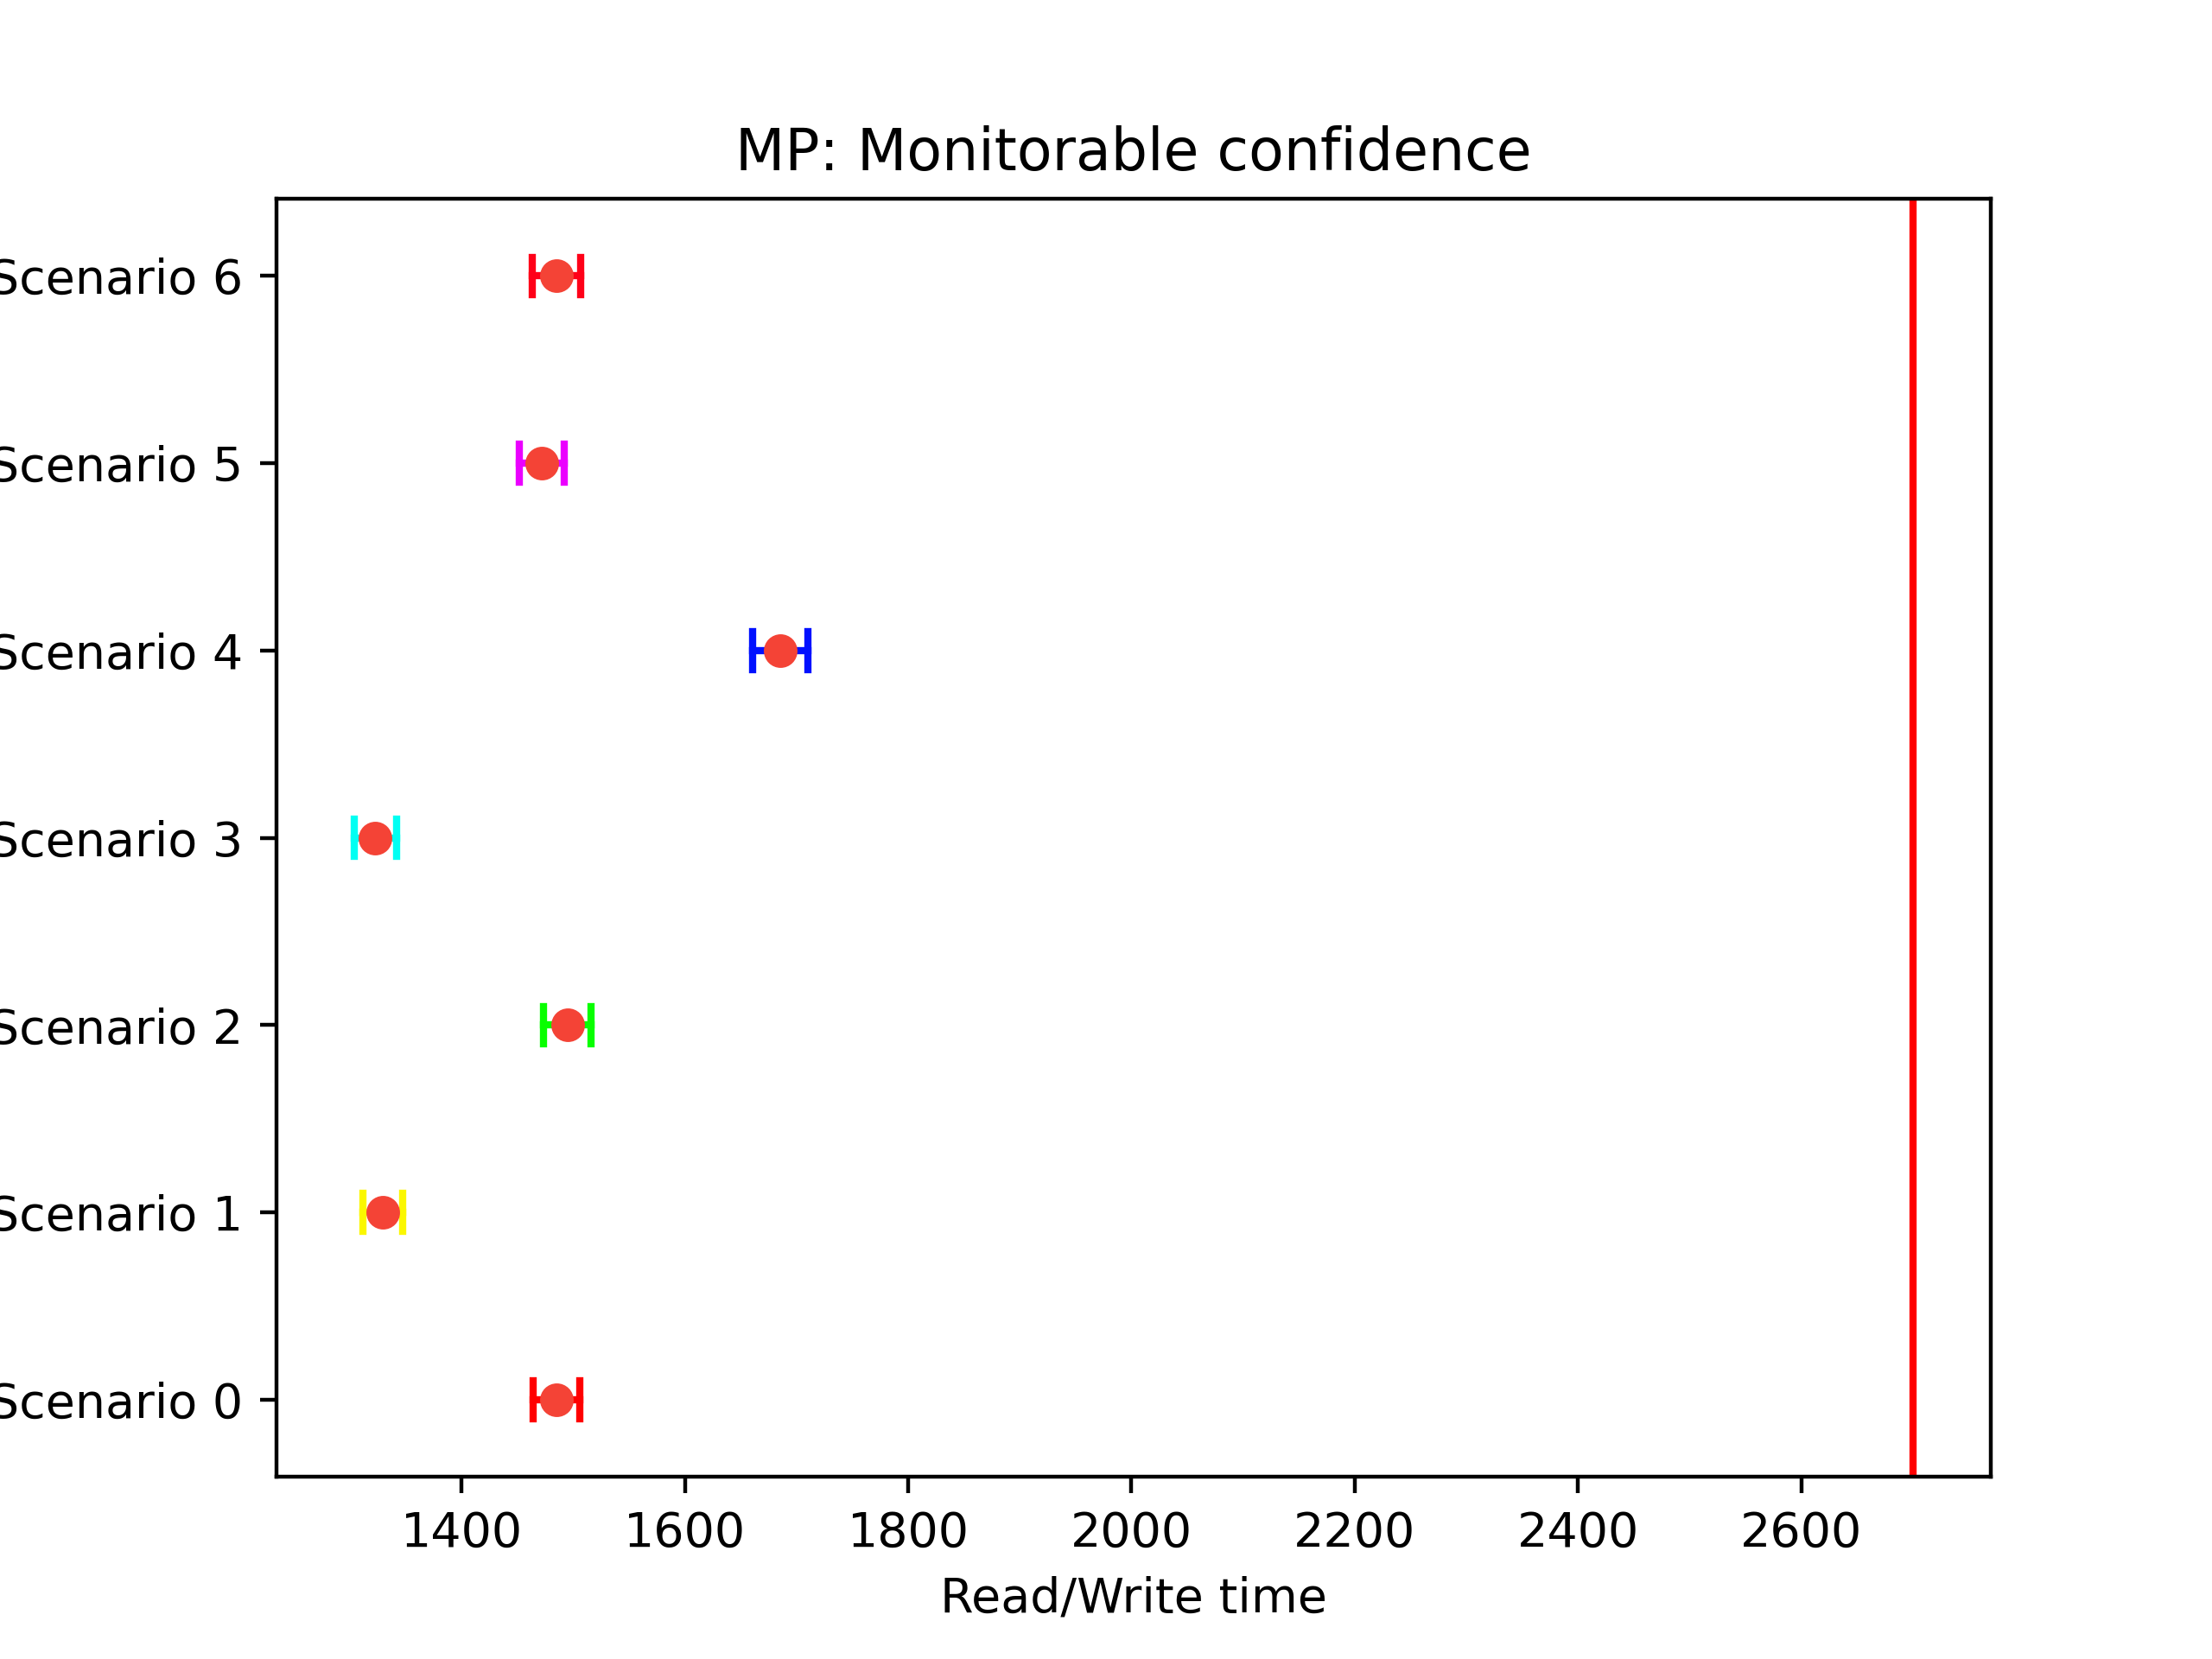 MP: Monitorable confidence
Scenario 6
Scenario 5
Scenario 4
Scenario 3
Scenario 2
Scenario 1
Scenario 0
1400 1600 1800 2000 2200 2400 2600
Read/Write time